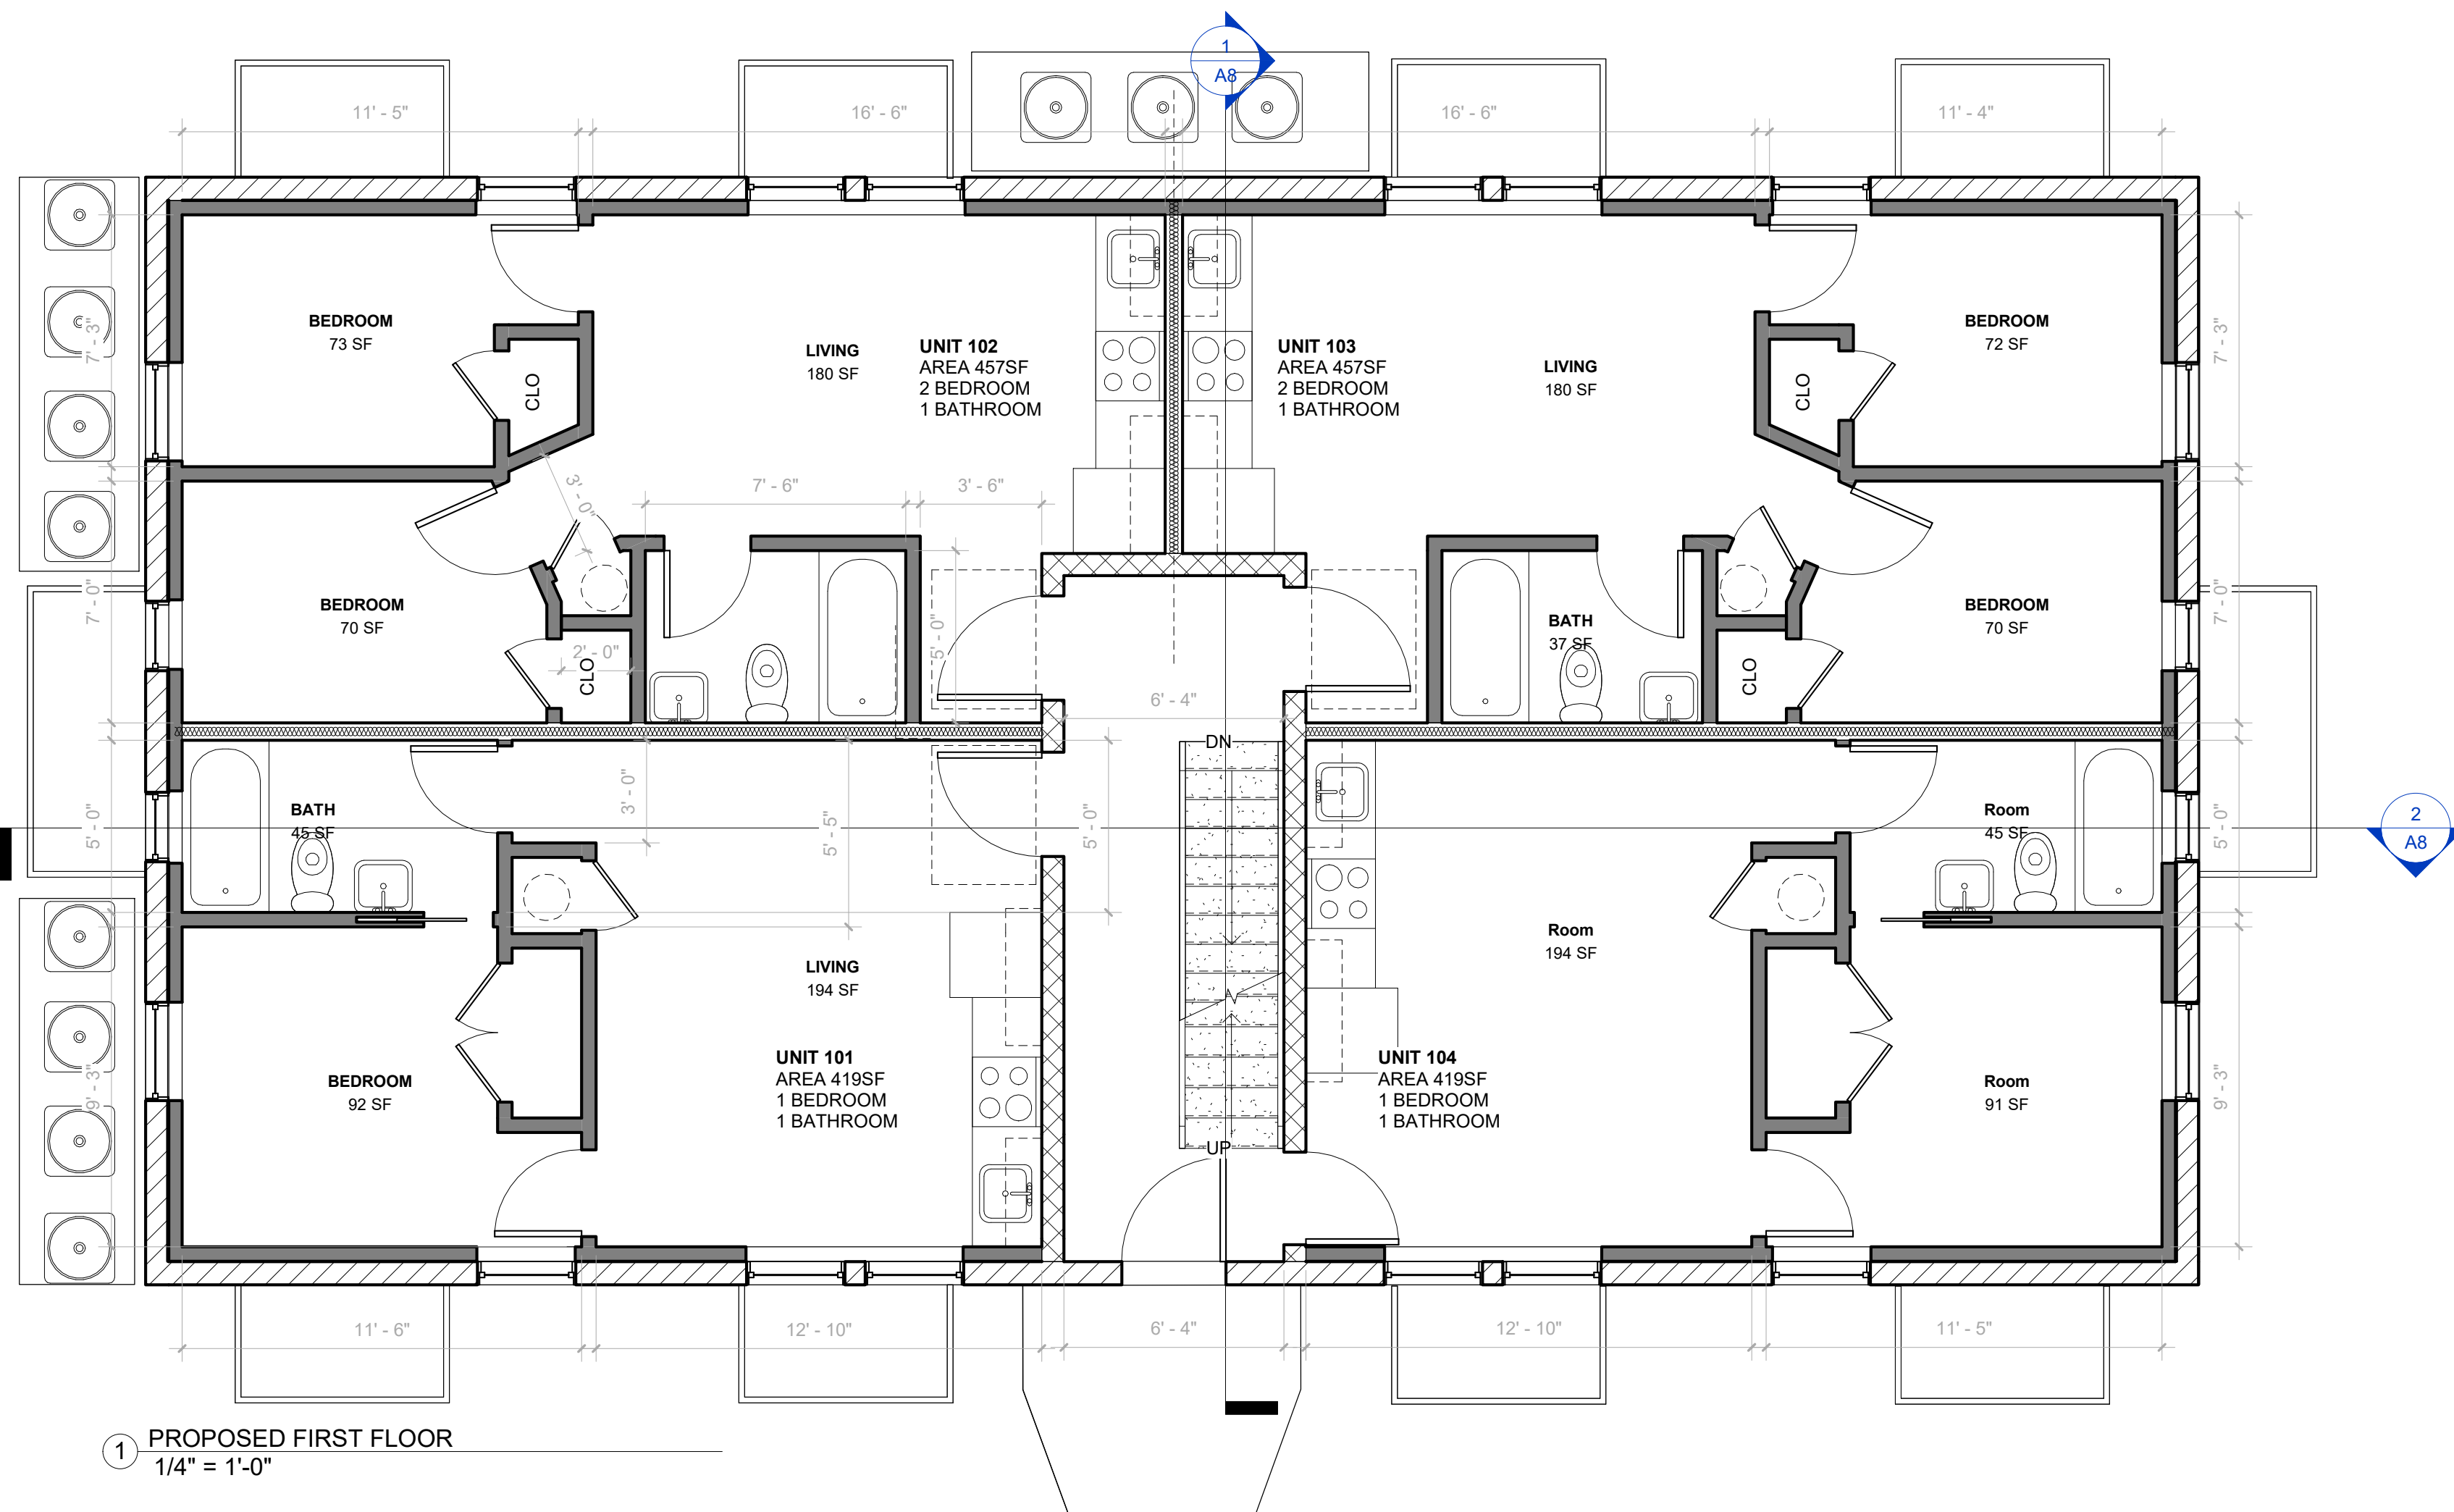 1
A8
11' - 5"
16' - 6"
16' - 6"
11' - 4"
BEDROOM
73 SF
7' - 3"
CLO
LIVING
180 SF
UNIT 102
AREA 457SF
2 BEDROOM
1 BATHROOM
UNIT 103
AREA 457SF
2 BEDROOM
1 BATHROOM
LIVING
180 SF
CLO
BEDROOM
72 SF
7' - 3"
3' - 0"
7' - 6"
3' - 6"
BEDROOM
70 SF
7' - 0"
2' - 0"
CLO
5' - 0"
6' - 4"
BATH
37 SF
CLO
BEDROOM
70 SF
7' - 0"
DN
BATH
45 SF
5' - 0"
3' - 0"
5' - 5"
5' - 0"
Room
45 SF
5' - 0"
2
A8
LIVING
194 SF
Room
194 SF
BEDROOM
92 SF
9' - 3"
UNIT 101
AREA 419SF
1 BEDROOM
1 BATHROOM
UNIT 104
AREA 419SF
1 BEDROOM
1 BATHROOM
Room
91 SF
9' - 3"
UP
11' - 6"
12' - 10"
6' - 4"
12' - 10"
11' - 5"
1
PROPOSED FIRST FLOOR
1/4" = 1'-0"